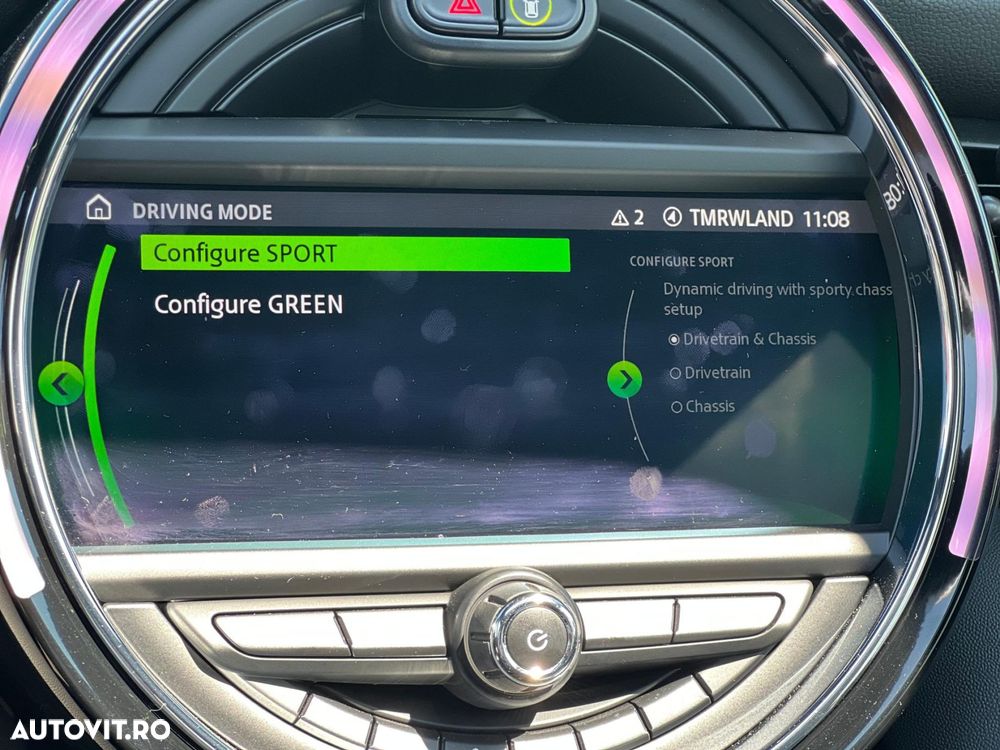 DRIVING MODE
2 TMRWLAND 11:08
Configure SPORT
Configure GREEN
CONFIGURE SPORT
Dynamic driving with sporty chass
setup
Drivetrain & Chassis
Drivetrain
Chassis
AUTOVIT.RO